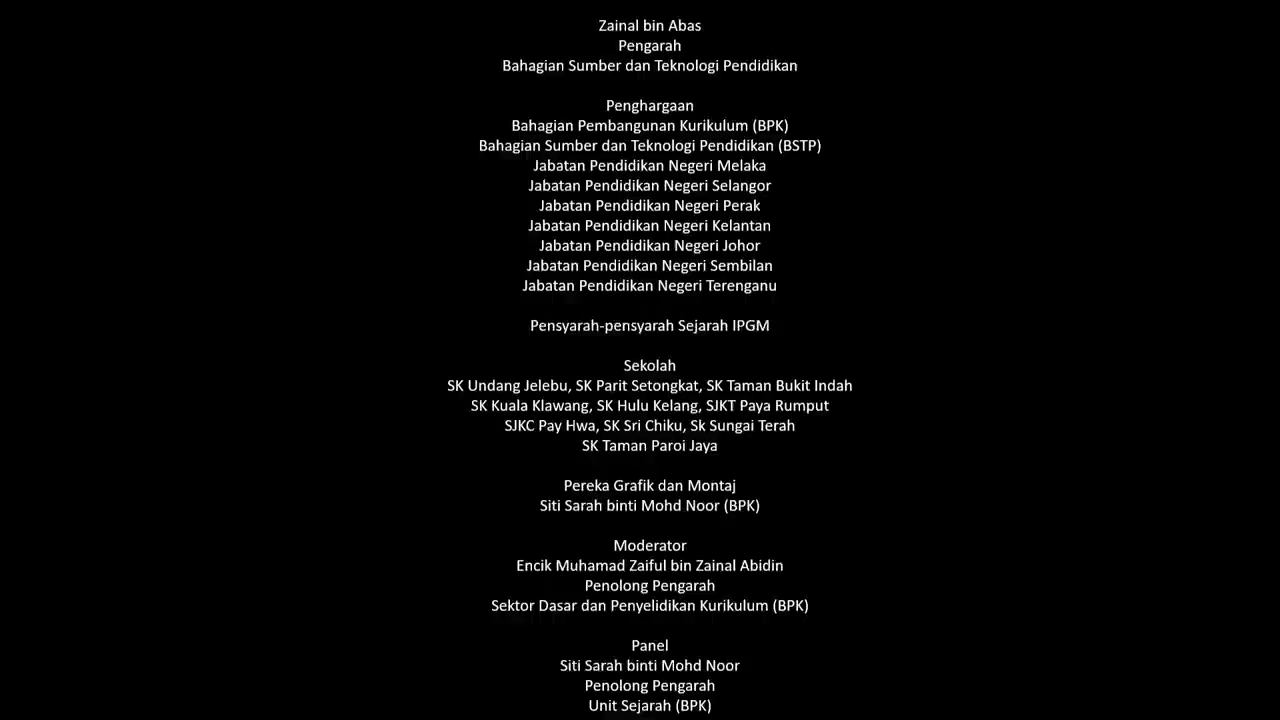 Zainal bin Abas
Pengarah
Bahagian Sumber dan Teknologi Pendidikan
Penghargaan
Bahagian Pembangunan Kurikulum (BPK)
Bahagian Sumber dan Teknologi Pendidikan (BSTP)
Jabatan Pendidikan Negeri Melaka
Jabatan Pendidikan Negeri Selangor
Jabatan Pendidikan Negeri Perak
Jabatan Pendidikan Negeri Kelantan
Jabatan Pendidikan Negeri Johor
Jabatan Pendidikan Negeri Sembilan
Jabatan Pendidikan Negeri Terenganu
Pensyarah-pensyarah Sejarah IPGM
Sekolah
SK Undang Jelebu, SK Parit Setongkat, SK Taman Bukit Indah
SK Kuala Klawang, SK Hulu Kelang, SJKT Paya Rumput
SJKC Pay Hwa, SK Sri Chiku, Sk Sungai Terah
SK Taman Paroi Jaya
Pereka Grafik dan Montaj
Siti Sarah binti Mohd Noor (BPK)
Moderator
Encik Muhamad Zaiful bin Zainal Abidin
Penolong Pengarah
Sektor Dasar dan Penyelidikan Kurikulum (BPK)
Panel
Siti Sarah binti Mohd Noor
Penolong Pengarah
Unit Sejarah (BPK)